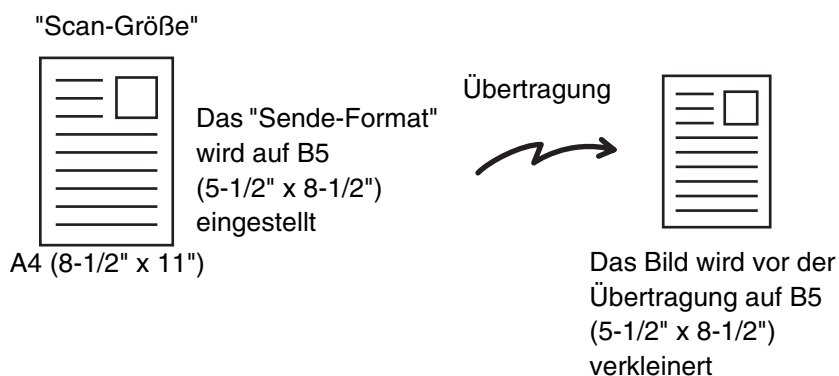 "Scan-Größe"
Das "Sende-Format"
wird auf B5
(5-1/2" x 8-1/2")
eingestellt
A4 (8-1/2" x 11")
Übertragung
Das Bild wird vor der
Übertragung auf B5
(5-1/2" x 8-1/2")
verkleinert